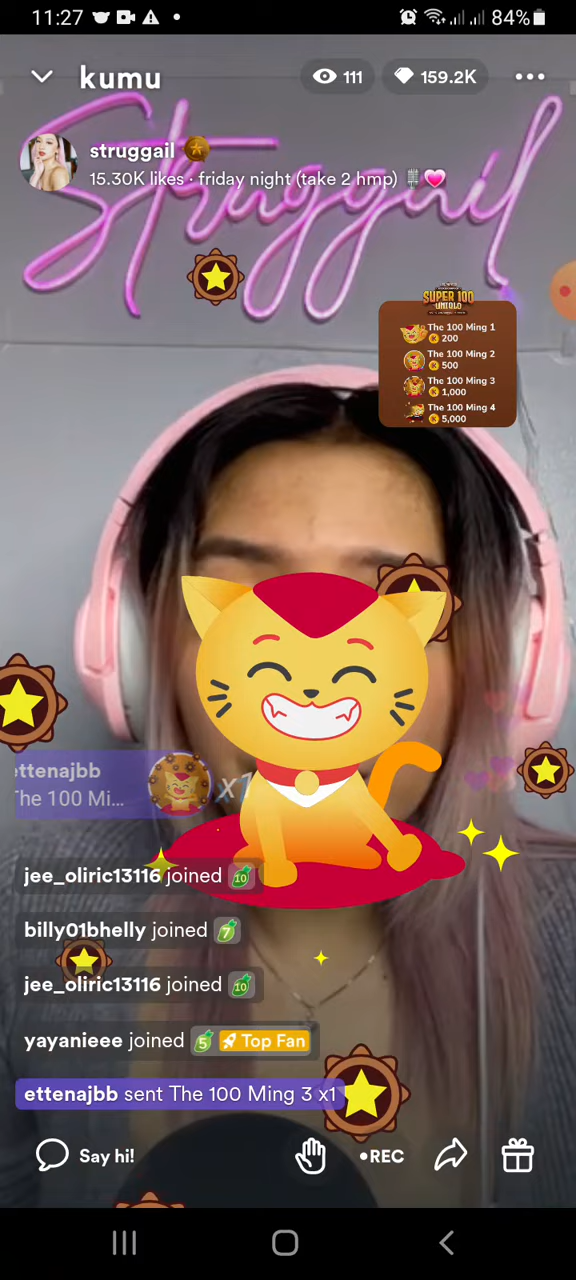 11:27
84%
kumu
111
159.2K
struggail
15.30K likes · friday night (take 2 hmp)
Struggail
SUPER 100
UNTOLD
The 100 Ming 1
200
The 100 Ming 2
500
The 100 Ming 3
1,000
The 100 Ming 4
5,000
ettenajbb
The 100 Mi...
x1
jee_oliric13116 joined 10
billy01bhelly joined 7
jee_oliric13116 joined 10
yayanieee joined 5 Top Fan
ettenajbb sent The 100 Ming 3 x1
Say hi!
•REC